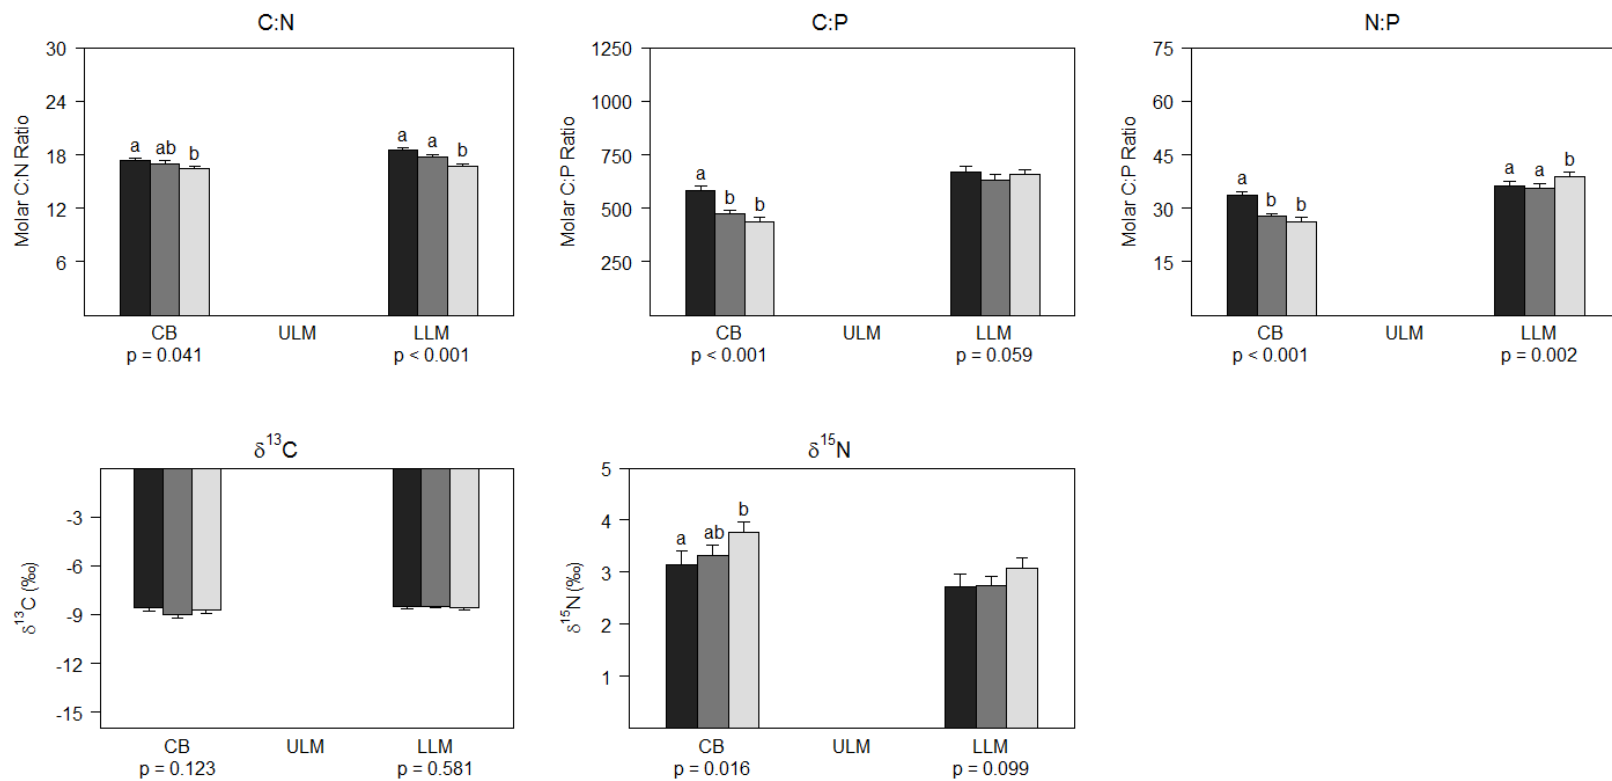 C:N
Molar C:N Ratio
30
24
18
12
6
a ab b
a a b
CB ULM LLM
p = 0.041 p < 0.001
C:P
Molar C:P Ratio
1250
1000
750
500
250
a b b
CB ULM LLM
p < 0.001 p = 0.059
N:P
Molar C:P Ratio
75
60
45
30
15
a b b
a a b
CB ULM LLM
p < 0.001 p = 0.002
δ¹³C
δ¹³C (‰)
-3
-6
-9
-12
-15
CB ULM LLM
p = 0.123 p = 0.581
δ¹⁵N
δ¹⁵N (‰)
5
4
3
2
1
a ab b
CB ULM LLM
p = 0.016 p = 0.099